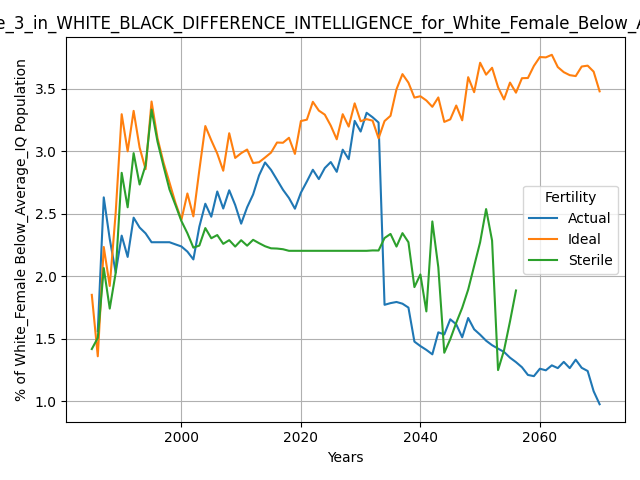 e_3_in_WHITE_BLACK_DIFFERENCE_INTELLIGENCE_for_White_Female_Below_A
% of White_Female Below_Average_IQ Population
3.5
3.0
2.5
2.0
1.5
1.0
Fertility
Actual
Ideal
Sterile
2000
2020
2040
2060
Years